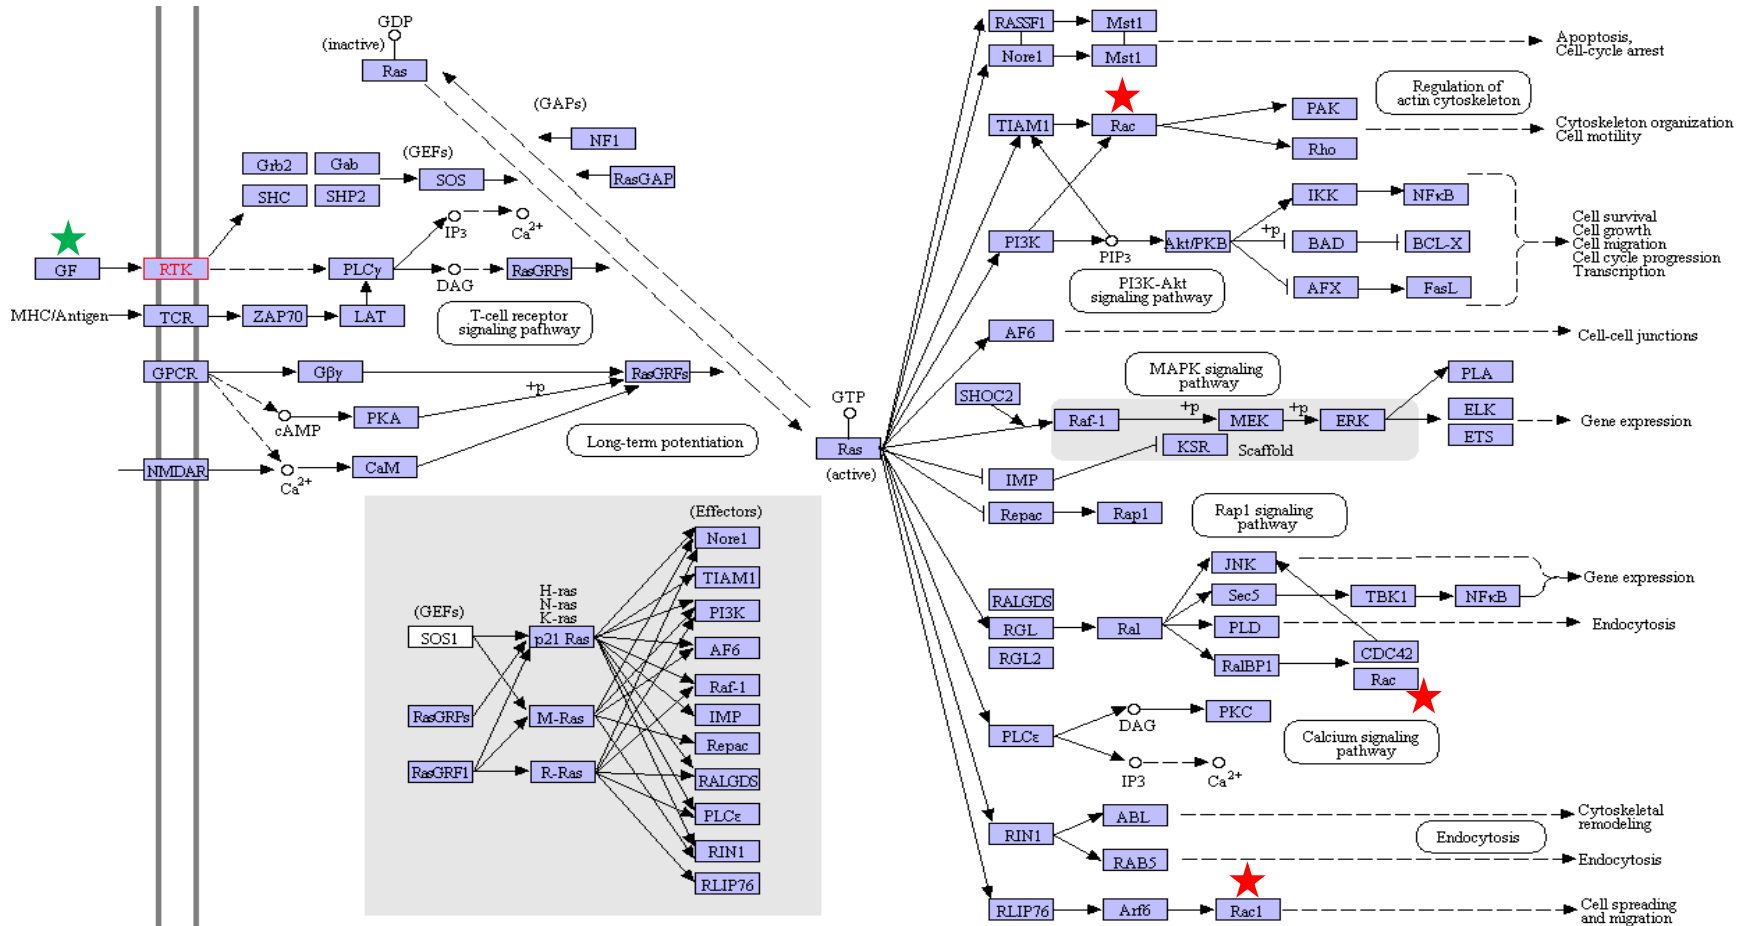 GDP
(inactive)
Ras
(GAPs)
NF1
RasGAP
Grb2
Gab
(GEFs)
SHC
SHP2
SOS
IP3
Ca2+
GF
RTK
PLCγ
DAG
RasGRPs
MHC/Antigen
TCR
ZAP70
LAT
T-cell receptor
signaling pathway
GPCR
Gβγ
RasGRFs
+p
cAMP
PKA
Long-term potentiation
NMDAR
Ca2+
CaM
GTP
Ras
(active)
(Effectors)
Nore1
TIAM1
PI3K
AF6
Raf-1
IMP
Repac
RALGDS
PLCε
RIN1
RLIP76
H-ras
N-ras
K-ras
(GEFs)
SOS1
p21 Ras
RasGRPs
M-Ras
RasGRF1
R-Ras
RASSF1
Mst1
Nore1
Mst1
Apoptosis,
Cell-cycle arrest
Regulation of
actin cytoskeleton
TIAM1
Rac
PAK
Rho
Cytoskeleton organization
Cell motility
IKK
NFκB
PI3K
PIP3
Akt/PKB
+p
BAD
BCL-X
AFX
FasL
Cell survival
Cell growth
Cell migration
Cell cycle progression
Transcription
PI3K-Akt
signaling pathway
AF6
Cell-cell junctions
MAPK signaling
pathway
SHOC2
Raf-1
+p
MEK
+p
ERK
PLA
ELK
ETS
Gene expression
KSR
Scaffold
IMP
Repac
Rap1
Rap1 signaling
pathway
JNK
Sec5
TBK1
NFκB
Gene expression
RALGDS
RGL
RGL2
Ral
PLD
Endocytosis
RalBP1
CDC42
Rac
PLCε
DAG
PKC
IP3
Ca2+
Calcium signaling
pathway
RIN1
ABL
Cytoskeletal
remodeling
Endocytosis
RAB5
Endocytosis
RLIP76
Arf6
Rac1
Cell spreading
and migration